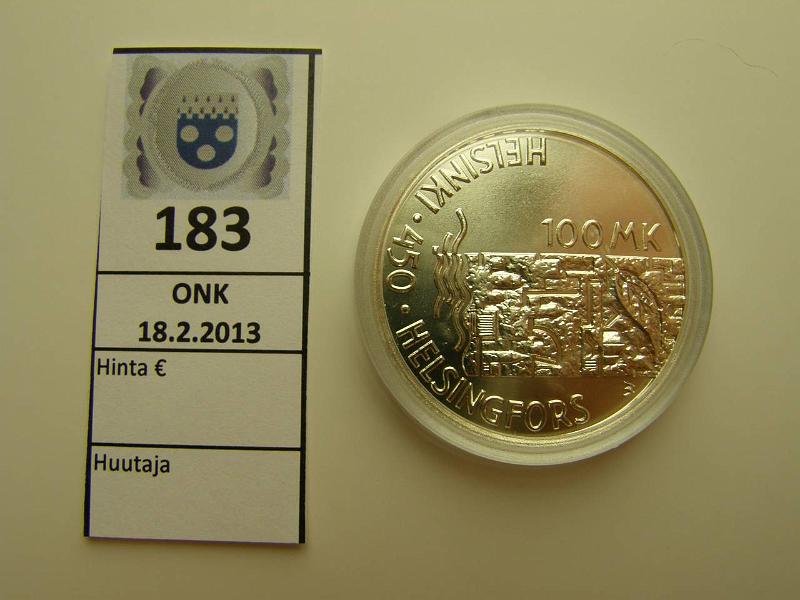 183
ONK
18.2.2013
Hinta €
Huutaja
HELSINKI · 450 · HELSINGFORS
100 MK